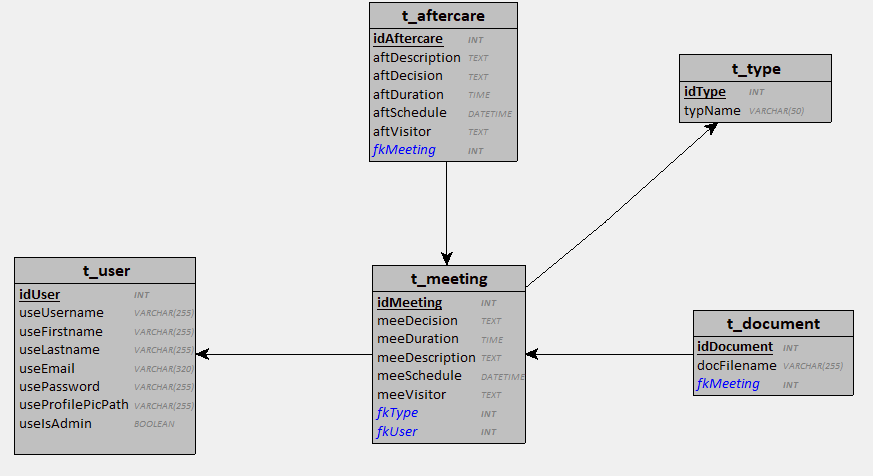 t_aftercare
idAftercare INT
aftDescription TEXT
aftDecision TEXT
aftDuration TIME
aftSchedule DATETIME
aftVisitor TEXT
fkMeeting INT
t_type
idType INT
typName VARCHAR(50)
t_user
idUser INT
useUsername VARCHAR(255)
useFirstname VARCHAR(255)
useLastname VARCHAR(255)
useEmail VARCHAR(320)
usePassword VARCHAR(255)
useProfilePicPath VARCHAR(255)
useIsAdmin BOOLEAN
t_meeting
idMeeting INT
meeDecision TEXT
meeDuration TIME
meeDescription TEXT
meeSchedule DATETIME
meeVisitor TEXT
fkType INT
fkUser INT
t_document
idDocument INT
docFilename VARCHAR(255)
fkMeeting INT